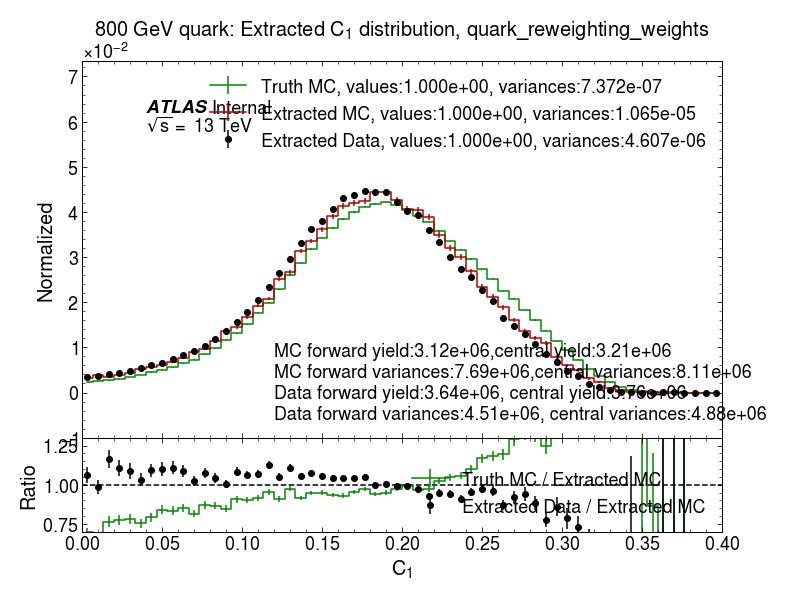 800 GeV quark: Extracted C₁ distribution, quark_reweighting_weights
×10⁻²
Truth MC, values:1.000e+00, variances:7.372e-07
ATLAS Internal
Extracted MC, values:1.000e+00, variances:1.065e-05
√s = 13 TeV
Extracted Data, values:1.000e+00, variances:4.607e-06
7
6
5
4
3
2
1
0
Normalized
MC forward yield:3.12e+06,central yield:3.21e+06
MC forward variances:7.69e+06,central variances:8.11e+06
Data forward yield:3.64e+06, central yield:3.76e+06
Data forward variances:4.51e+06, central variances:4.88e+06
1.25
1.00
0.75
Ratio
Truth MC / Extracted MC
Extracted Data / Extracted MC
0.00 0.05 0.10 0.15 0.20 0.25 0.30 0.35 0.40
C₁